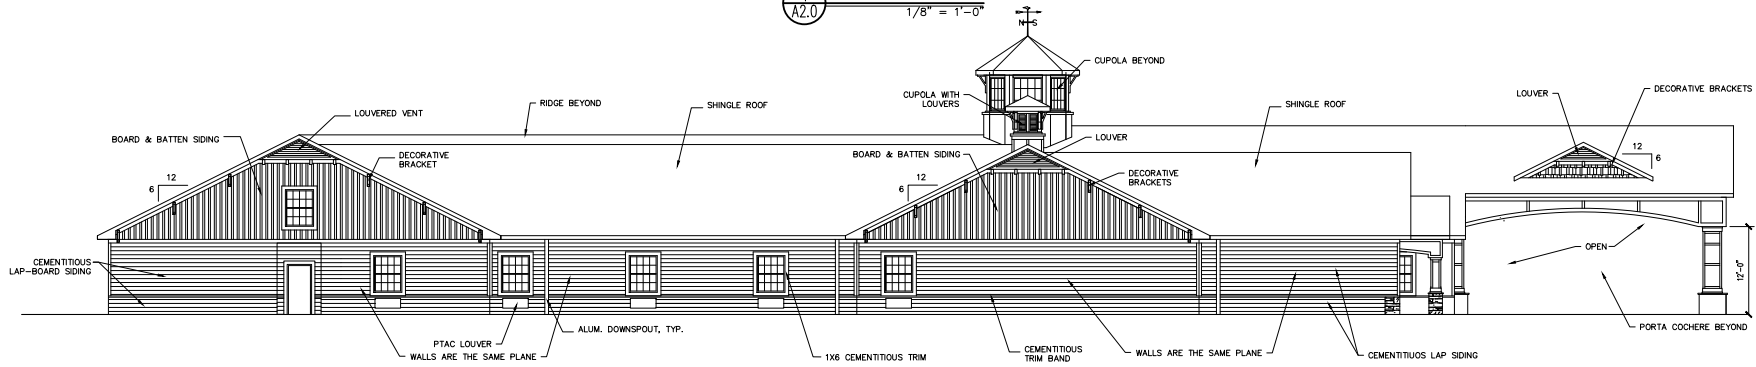 A2.0
1/8" = 1'-0"
N S
CUPOLA BEYOND
CUPOLA WITH
LOUVERS
RIDGE BEYOND
SHINGLE ROOF
SHINGLE ROOF
LOUVER
DECORATIVE BRACKETS
LOUVERED VENT
BOARD & BATTEN SIDING
DECORATIVE
BRACKET
LOUVER
BOARD & BATTEN SIDING
DECORATIVE
BRACKETS
12
6
12
6
12
6
CEMENTITIOUS
LAP-BOARD SIDING
OPEN
12'-0"
ALUM. DOWNSPOUT, TYP.
PTAC LOUVER
WALLS ARE THE SAME PLANE
1X6 CEMENTITIOUS TRIM
CEMENTITIOUS
TRIM BAND
WALLS ARE THE SAME PLANE
CEMENTITIUOS LAP SIDING
PORTA COCHERE BEYOND